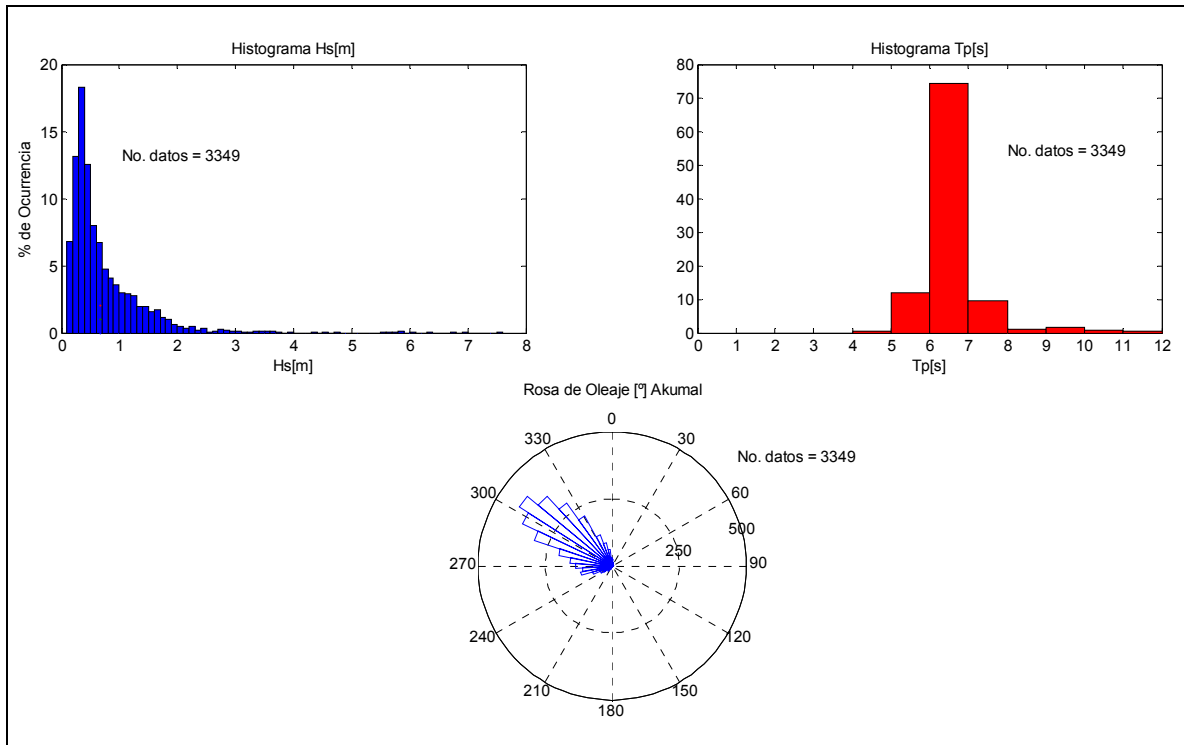 Histograma Hs[m]
20
15
10
5
0
% de Ocurrencia
No. datos = 3349
0 1 2 3 4 5 6 7 8
Hs[m]
Histograma Tp[s]
80
70
60
50
40
30
20
10
0
No. datos = 3349
0 1 2 3 4 5 6 7 8 9 10 11 12
Tp[s]
Rosa de Oleaje [º] Akumal
No. datos = 3349
0
30
60
90
120
150
180
210
240
270
300
330
250
500